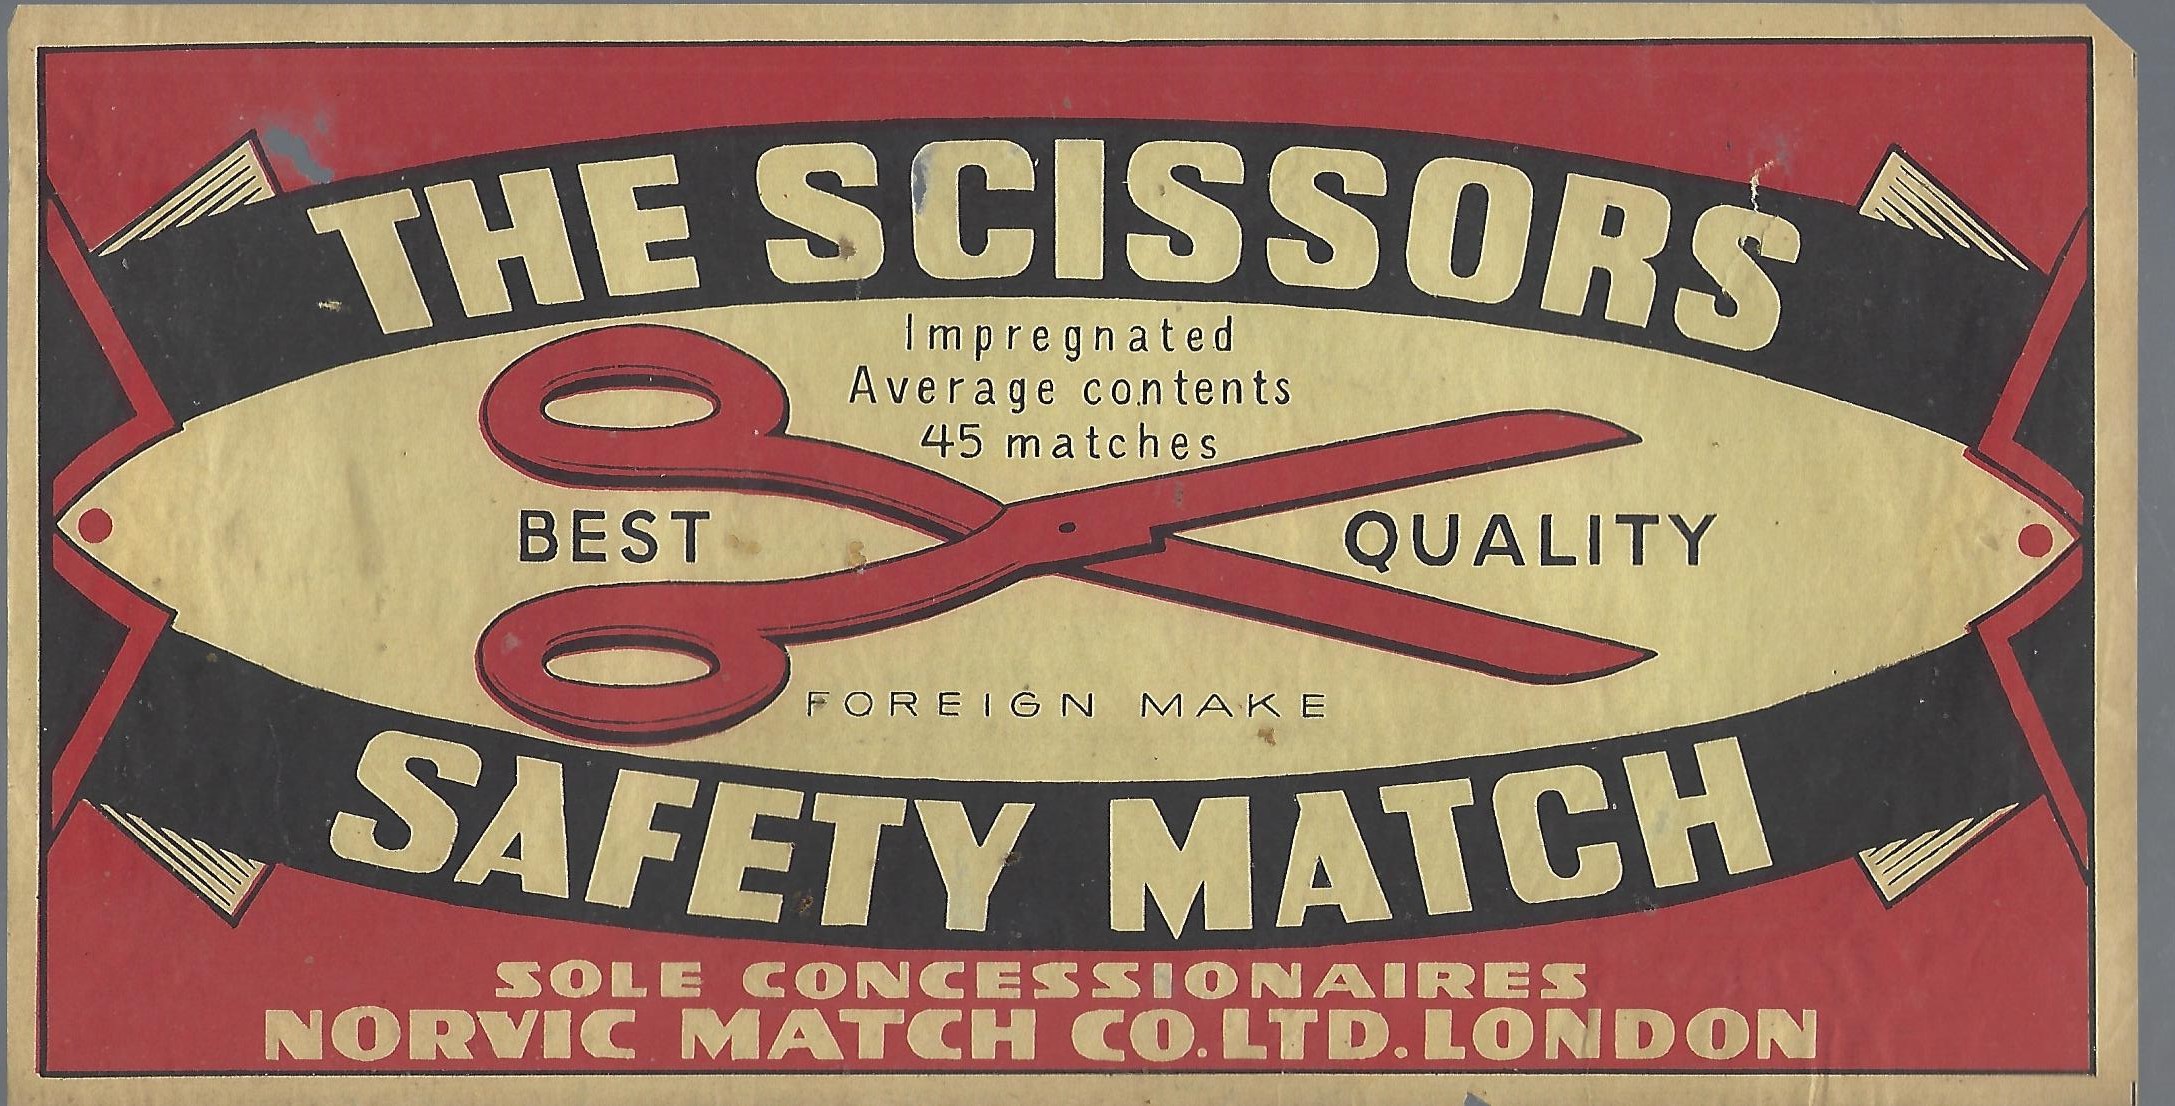 THE SCISSORS
Impregnated
Average contents
45 matches
BEST QUALITY
FOREIGN MAKE
SAFETY MATCH
SOLE CONCESSIONAIRES
NORVIC MATCH CO. LTD. LONDON